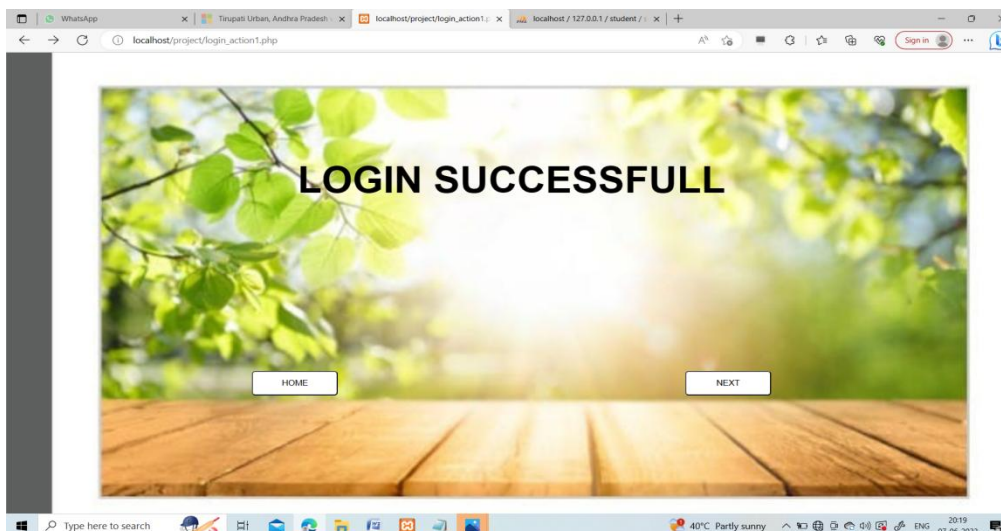 WhatsApp
Tirupati Urban, Andhra Pradesh
localhost/project/login_action1.p
localhost / 127.0.0.1 / student /
localhost/project/login_action1.php
Sign in
LOGIN SUCCESSFULL
HOME
NEXT
Type here to search
40°C Partly sunny
ENG
20:19